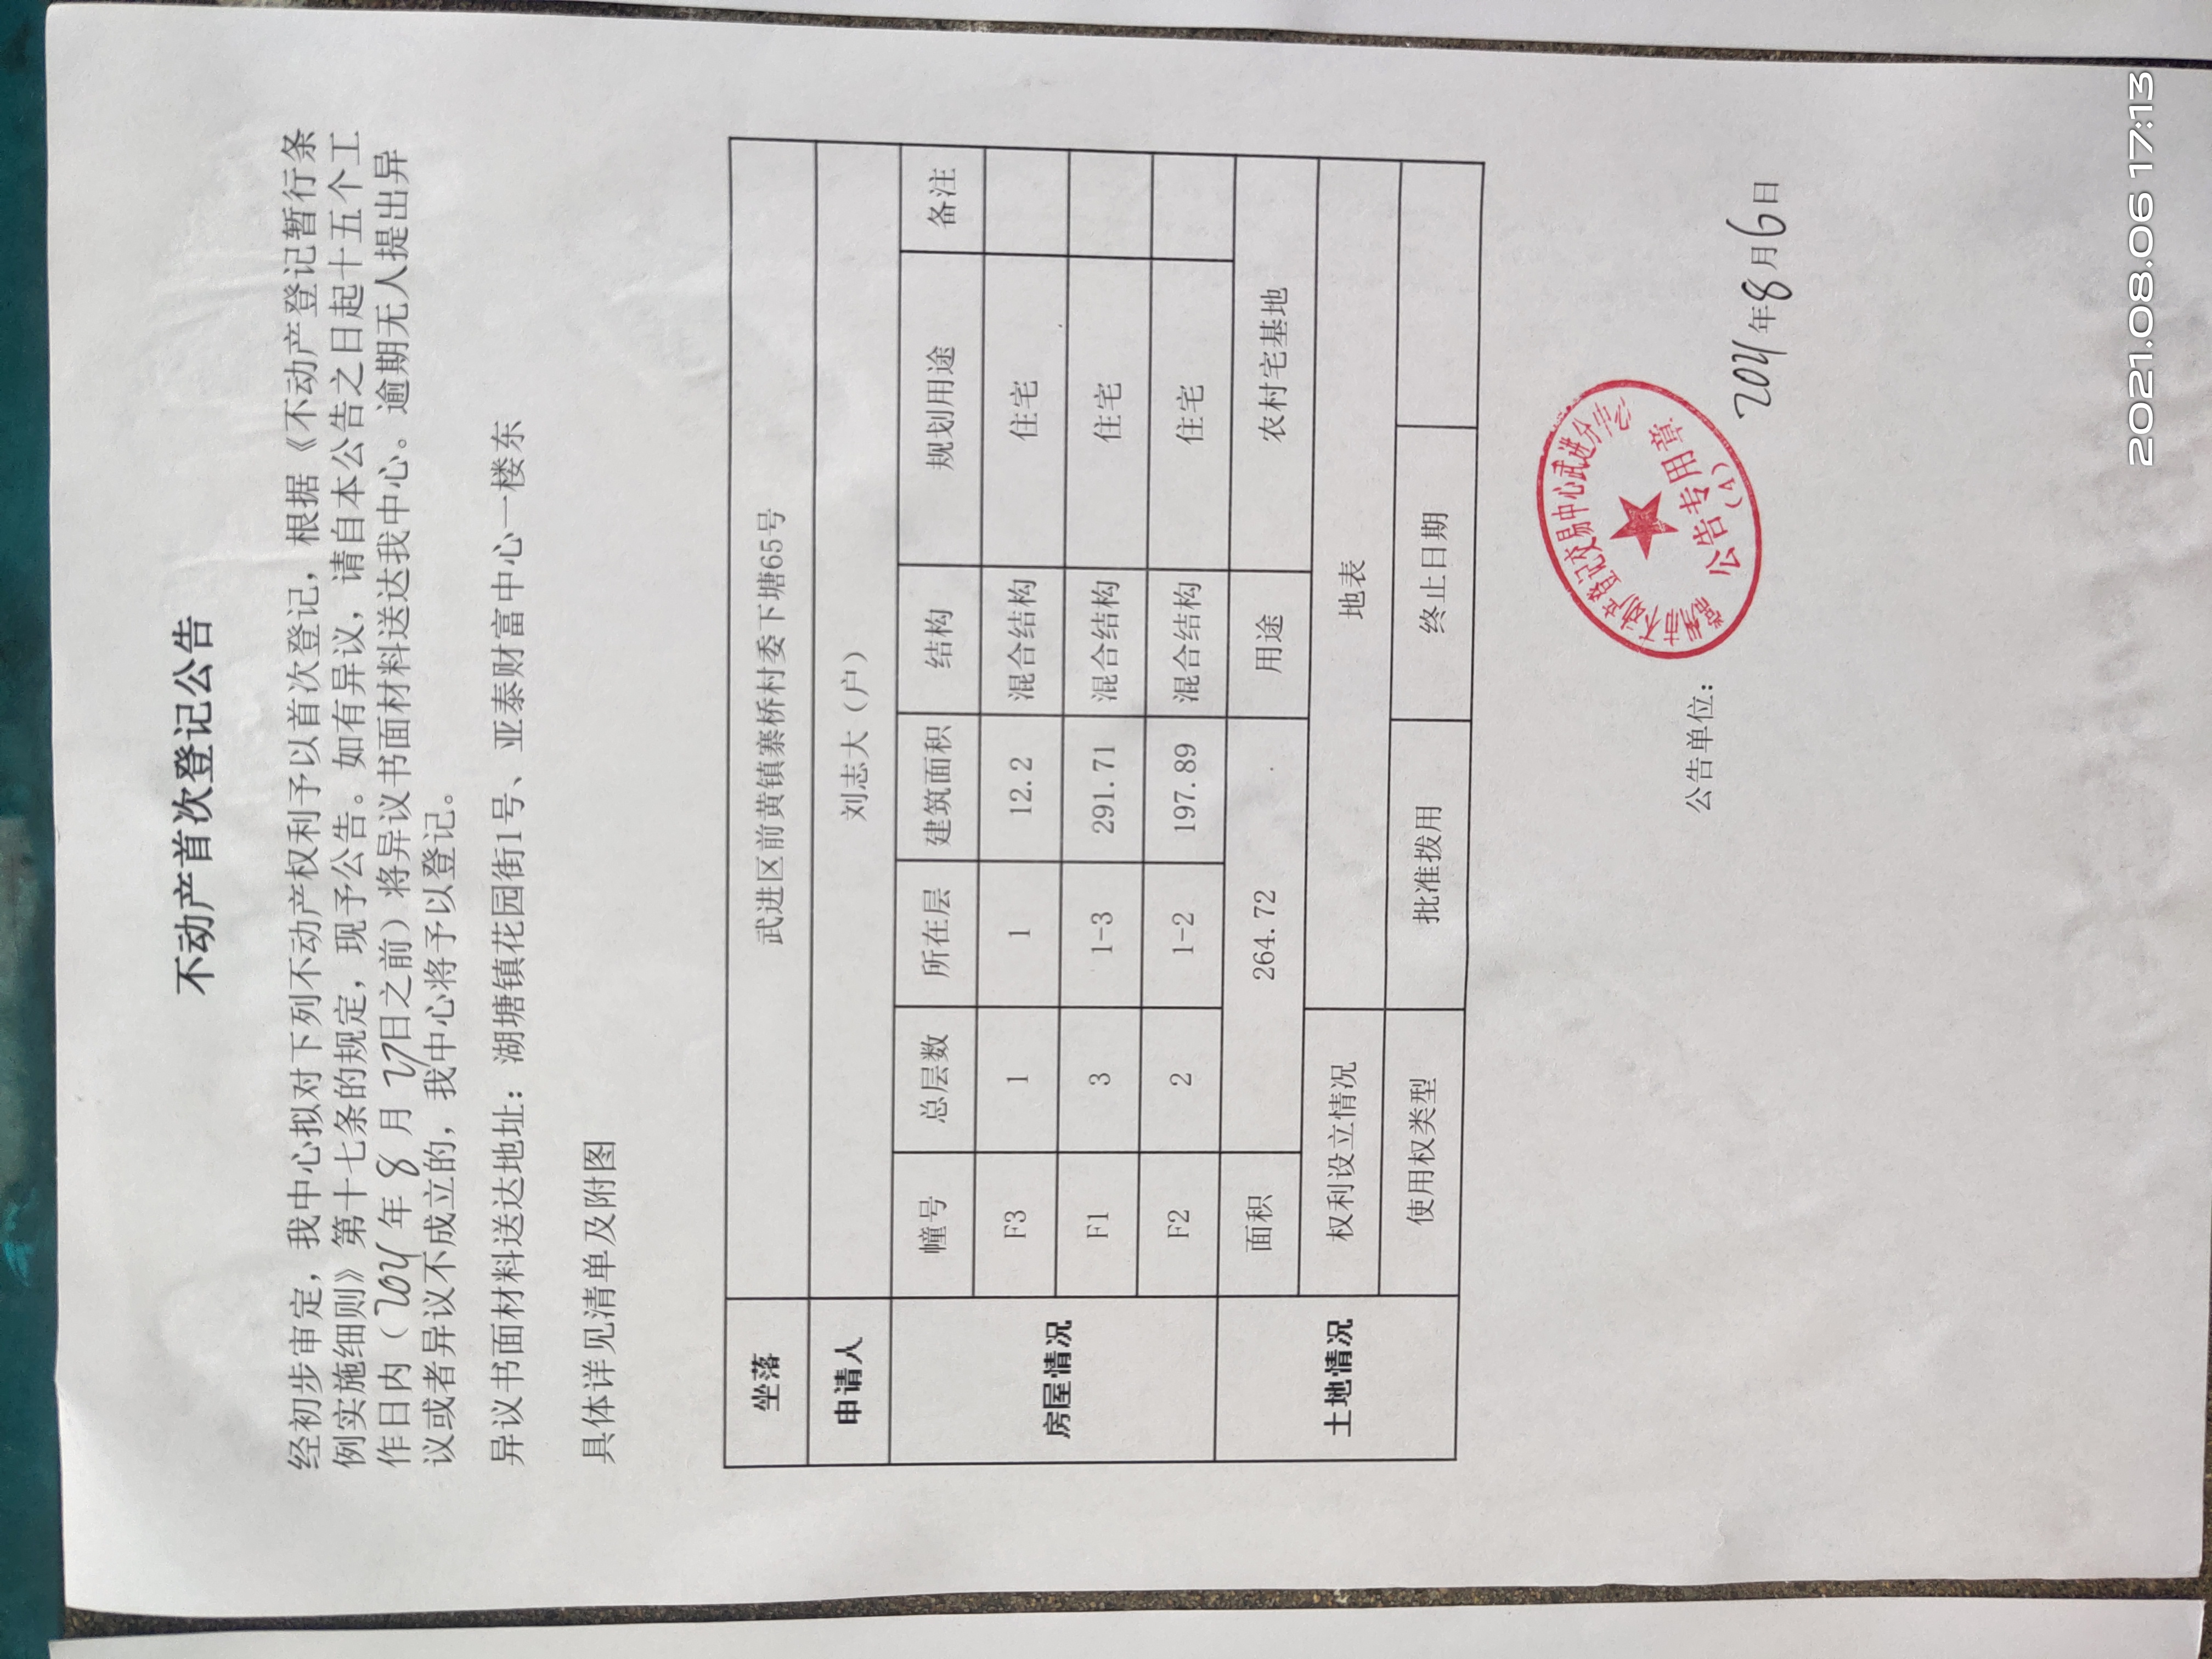 不动产首次登记公告
经初步审定，我中心拟对下列不动产权利予以首次登记，根据《不动产登记暂行条
例实施细则》第十七条的规定，现予公告。如有异议，请自本公告之日起十五个工
作日内（2021年8月27日之前）将异议书面材料送达我中心。逾期无人提出异
议或者异议不成立的，我中心将予以登记。
异议书面材料送达地址：湖塘镇花园街1号、亚泰财富中心一楼东
具体详见清单及附图
坐落 武进区前黄镇寨桥村委下塘665号
申请人 刘志大（户）
房屋情况 幢号 总层数 所在层 建筑面积 结构 规划用途 备注
F3 1 1 12.2 混合结构 住宅
F1 3 1-3 291.71 混合结构 住宅
F2 2 1-2 197.89 混合结构 住宅
土地情况 面积 264.72 用途 农村宅基地
权利设立情况 地表
使用权类型 批准拨用 终止日期
公告单位：
不动产登记交易中心武进分
公告专用章
(A)
2021年8月6日
2021.08.06 17:13